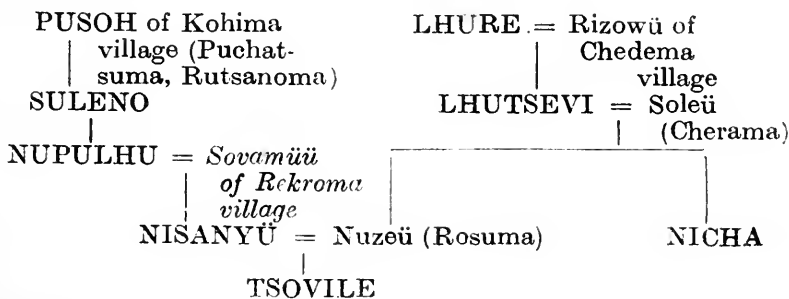 PUSOH of Kohima LHURE = Rizowü of
village (Puchat- Chedema
suma, Rutsanoma) village
SULENO LHUTSEVI = Soleü
(Cherama)
NUPULHU = Sovamüü
of Rekroma
village
NISANYÜ = Nuzeü (Rosuma) NICHA
TSOVILE